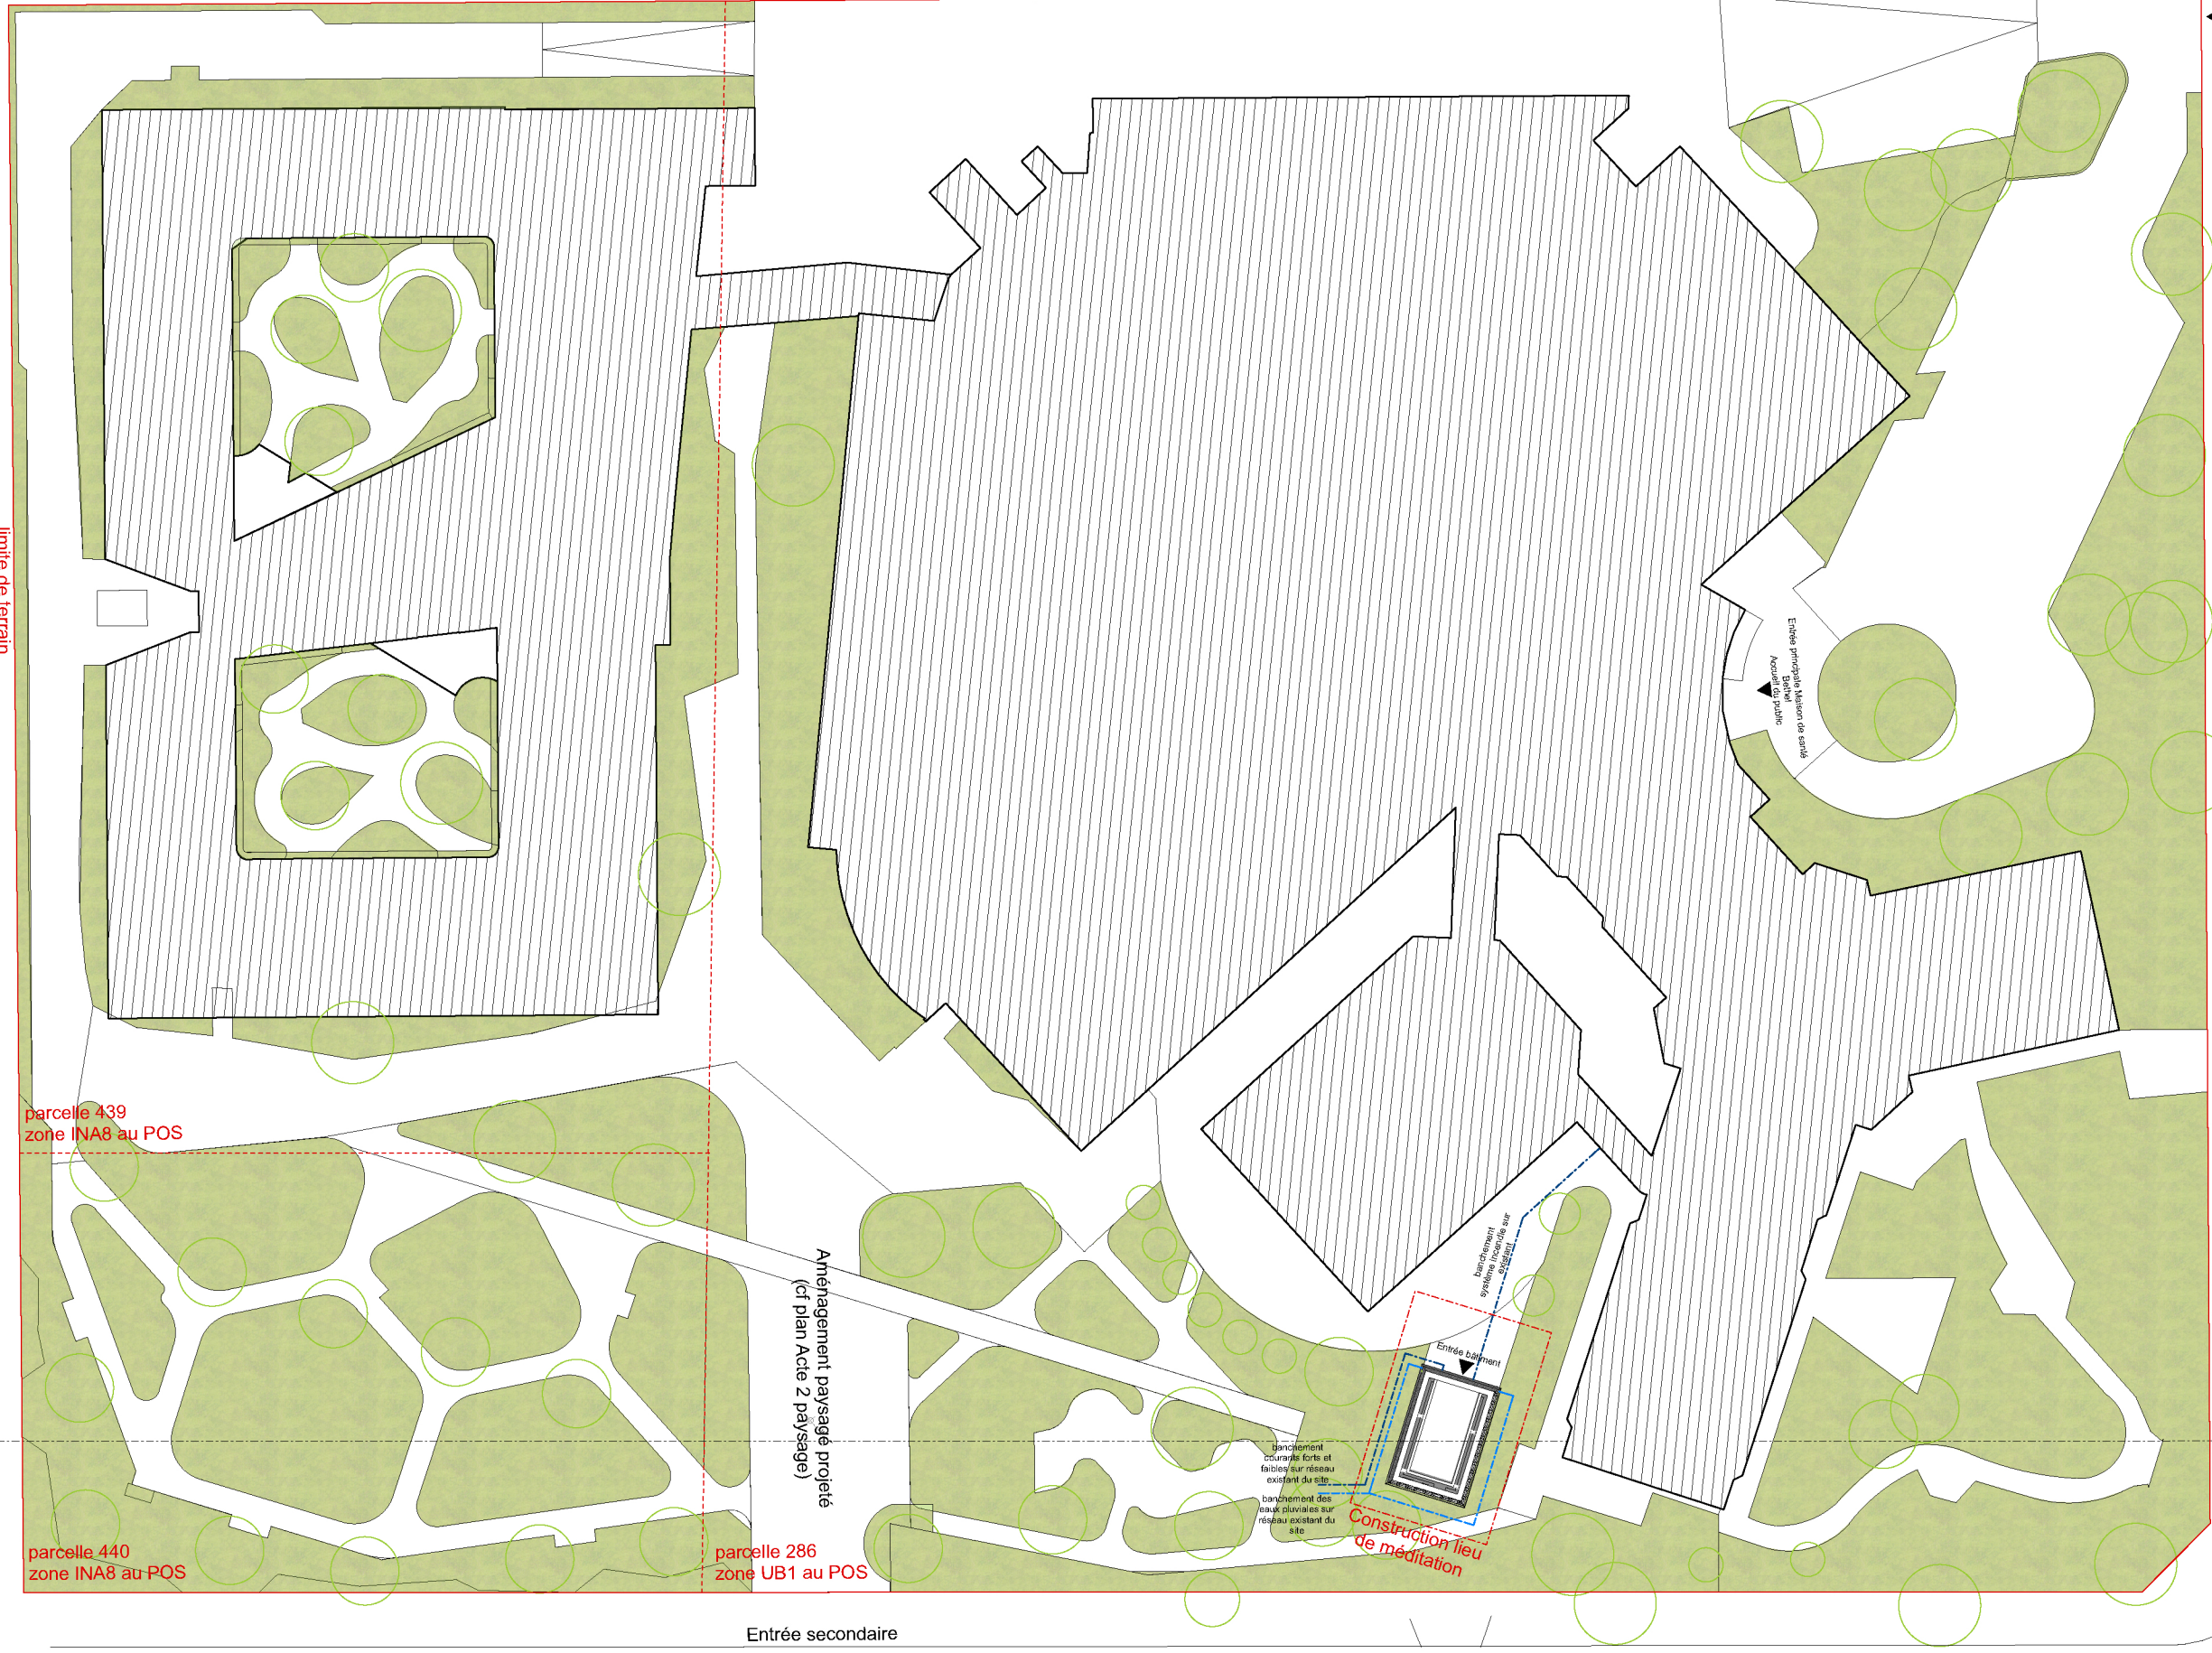 limite de terrain
Entrée principale Maison de santé
Bethel
Accueil du public
parcelle 439
zone INA8 au POS
banchement
système incendie sur
existant
Aménagement paysage projeté
(cf plan Acte 2 paysage)
Entrée bâtiment
banchement
courants forts et
faibles sur réseau
existant du site
banchement des
eaux pluviales sur
réseau existant du
site
Construction lieu
de méditation
parcelle 440
zone INA8 au POS
parcelle 286
zone UB1 au POS
Entrée secondaire